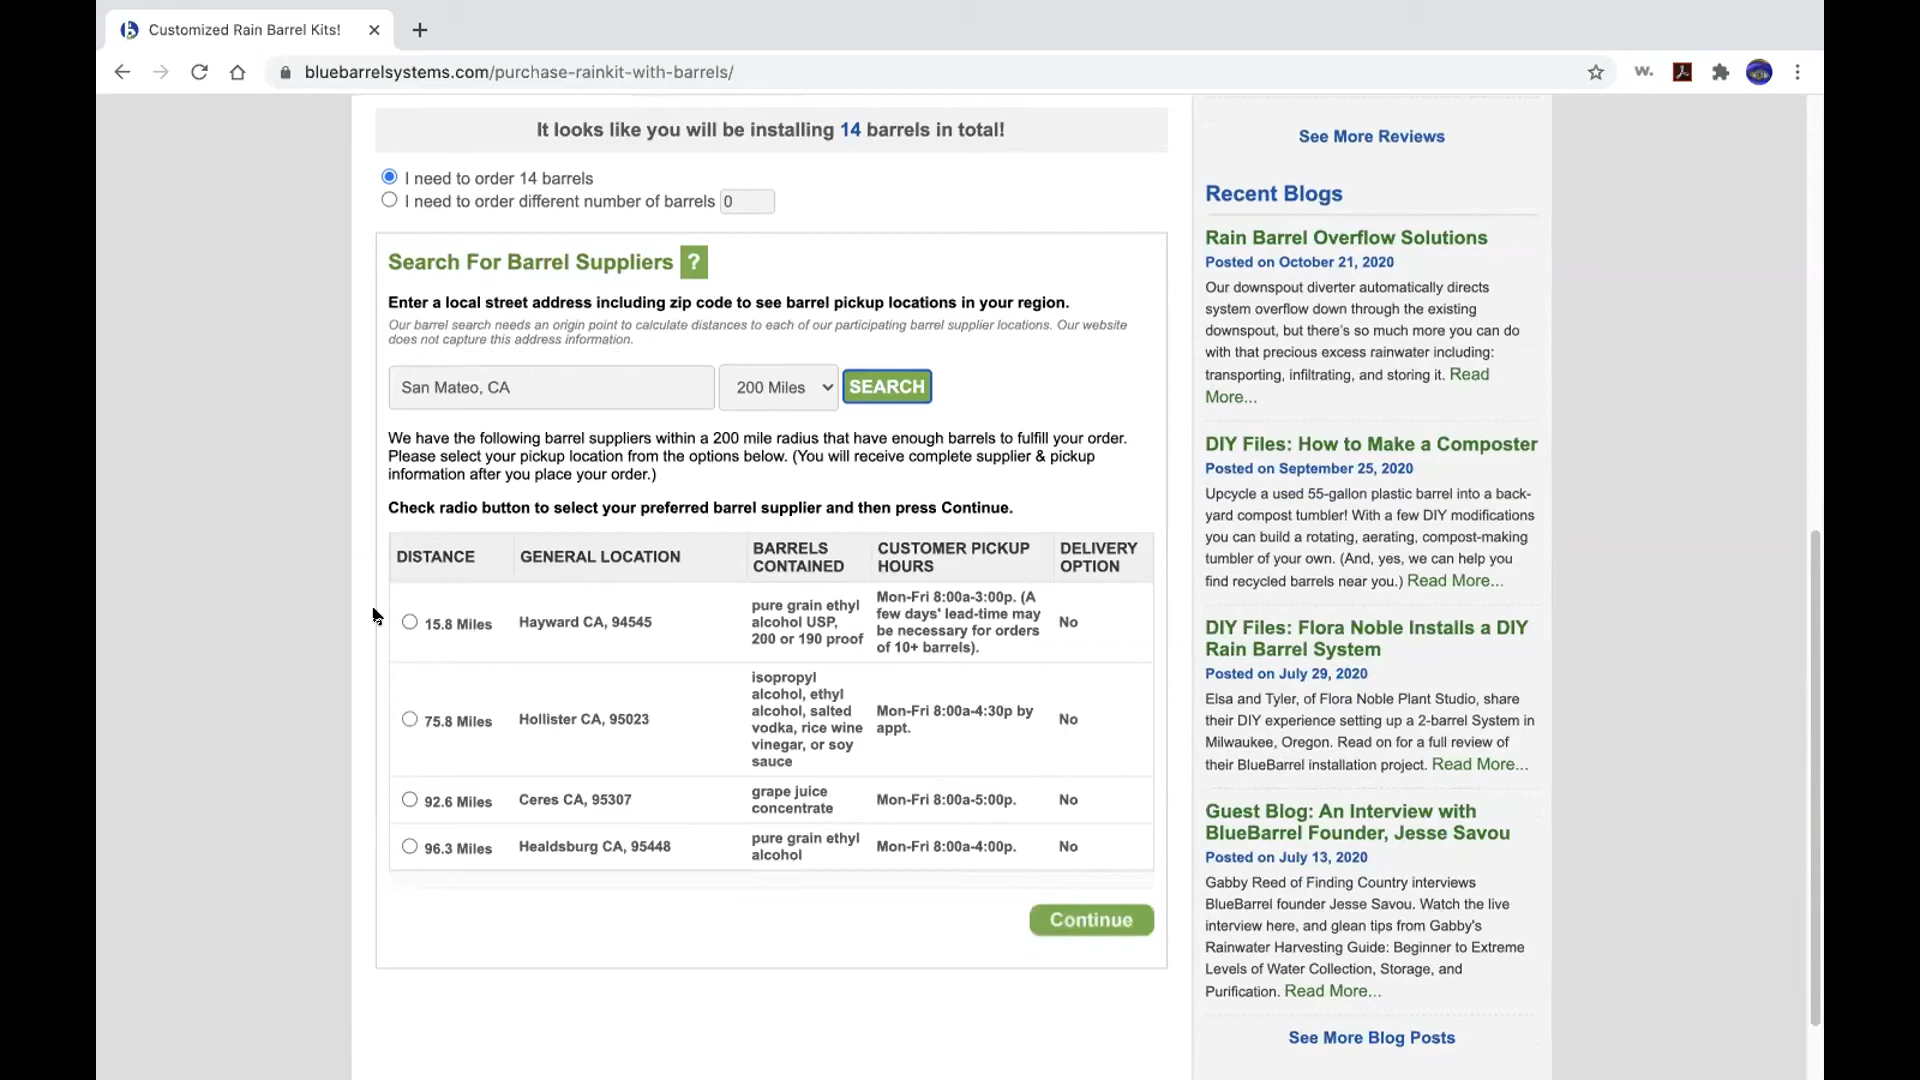 Customized Rain Barrel Kits!
bluebarrelsystems.com/purchase-rainkit-with-barrels/
w.
It looks like you will be installing 14 barrels in total!
I need to order 14 barrels
I need to order different number of barrels 0
Search For Barrel Suppliers ?
Enter a local street address including zip code to see barrel pickup locations in your region.
Our barrel search needs an origin point to calculate distances to each of our participating barrel supplier locations. Our website
does not capture this address information.
San Mateo, CA 200 Miles SEARCH
We have the following barrel suppliers within a 200 mile radius that have enough barrels to fulfill your order.
Please select your pickup location from the options below. (You will receive complete supplier & pickup
information after you place your order.)
Check radio button to select your preferred barrel supplier and then press Continue.
DISTANCE
GENERAL LOCATION
BARRELS
CONTAINED
CUSTOMER PICKUP
HOURS
DELIVERY
OPTION
15.8 Miles
Hayward CA, 94545
pure grain ethyl
alcohol USP,
200 or 190 proof
Mon-Fri 8:00a-3:00p. (A
few days' lead-time may
be necessary for orders
of 10+ barrels).
No
75.8 Miles
Hollister CA, 95023
isopropyl
alcohol, ethyl
alcohol, salted
vodka, rice wine
vinegar, or soy
sauce
Mon-Fri 8:00a-4:30p by
appt.
No
92.6 Miles
Ceres CA, 95307
grape juice
concentrate
Mon-Fri 8:00a-5:00p.
No
96.3 Miles
Healdsburg CA, 95448
pure grain ethyl
alcohol
Mon-Fri 8:00a-4:00p.
No
Continue
See More Reviews
Recent Blogs
Rain Barrel Overflow Solutions
Posted on October 21, 2020
Our downspout diverter automatically directs
system overflow down through the existing
downspout, but there's so much more you can do
with that precious excess rainwater including:
transporting, infiltrating, and storing it. Read
More...
DIY Files: How to Make a Composter
Posted on September 25, 2020
Upcycle a used 55-gallon plastic barrel into a back-
yard compost tumbler! With a few DIY modifications
you can build a rotating, aerating, compost-making
tumbler of your own. (And, yes, we can help you
find recycled barrels near you.) Read More...
DIY Files: Flora Noble Installs a DIY
Rain Barrel System
Posted on July 29, 2020
Elsa and Tyler, of Flora Noble Plant Studio, share
their DIY experience setting up a 2-barrel System in
Milwaukee, Oregon. Read on for a full review of
their BlueBarrel installation project. Read More...
Guest Blog: An Interview with
BlueBarrel Founder, Jesse Savou
Posted on July 13, 2020
Gabby Reed of Finding Country interviews
BlueBarrel founder Jesse Savou. Watch the live
interview here, and glean tips from Gabby's
Rainwater Harvesting Guide: Beginner to Extreme
Levels of Water Collection, Storage, and
Purification. Read More...
See More Blog Posts